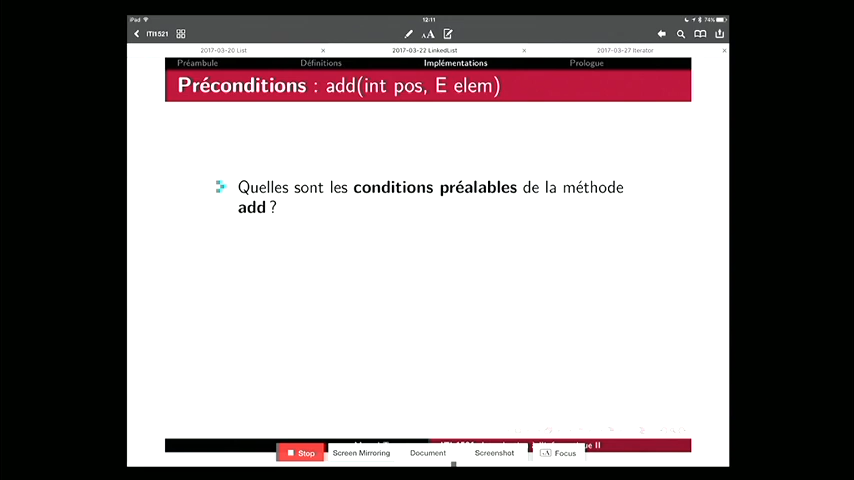 iPad 12:11 74%
ITI1521 AA
2017-03-20 List x 2017-03-22 LinkedList x 2017-03-27 Iterator x
Préambule Définitions Implémentations Prologue
Préconditions : add(int pos, E elem)
Quelles sont les conditions préalables de la méthode
add ?
Stop Screen Mirroring Document Screenshot AA Focus